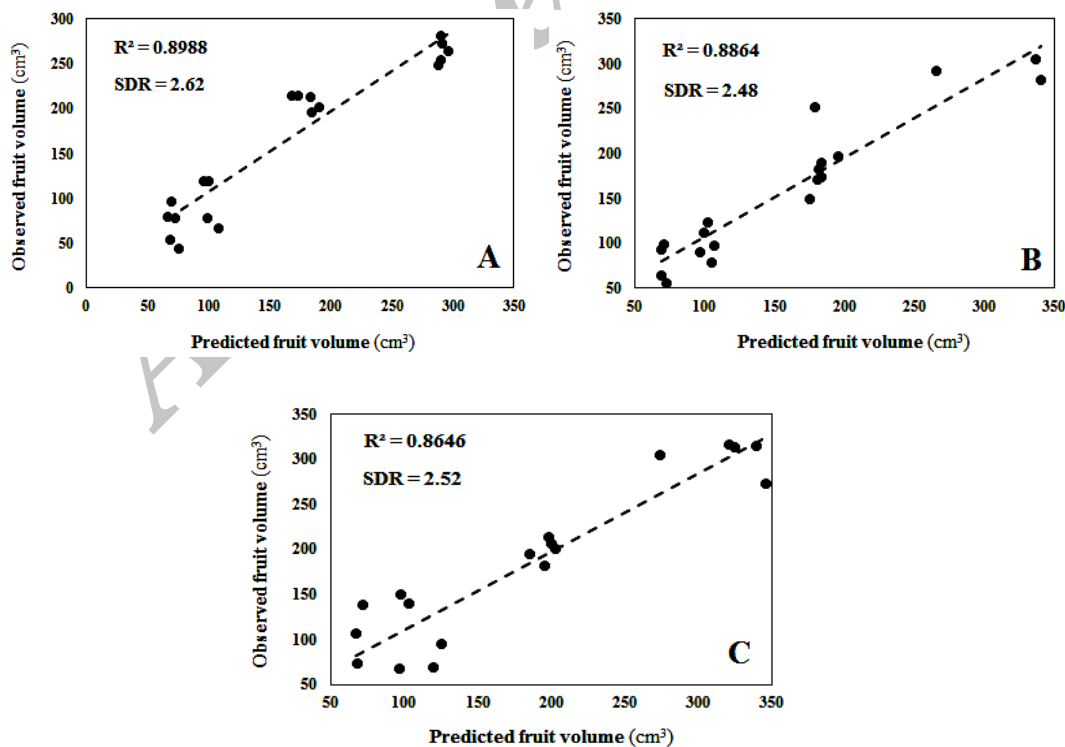 300
250
200
150
100
50
0
Observed fruit volume (cm³)
R² = 0.8988
SDR = 2.62
A
0 50 100 150 200 250 300 350
Predicted fruit volume (cm³)
350
300
250
200
150
100
50
Observed fruit volume (cm³)
R² = 0.8864
SDR = 2.48
B
50 100 150 200 250 300 350
Predicted fruit volume (cm³)
350
300
250
200
150
100
50
Observed fruit volume (cm³)
R² = 0.8646
SDR = 2.52
C
50 100 150 200 250 300 350
Predicted fruit volume (cm³)